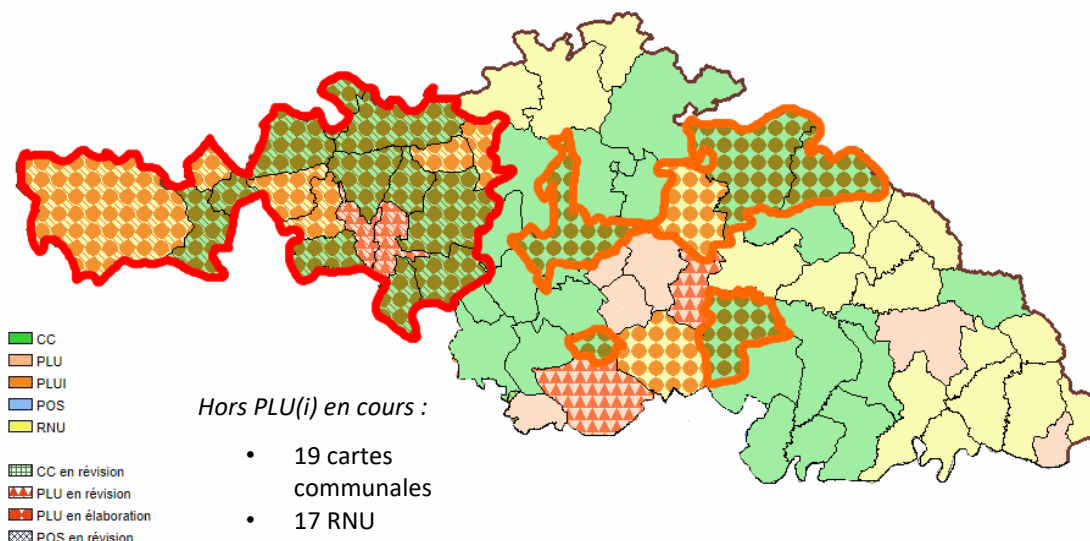 CC
PLU
PLUI
POS
RNU
CC en révision
PLU en révision
PLU en élaboration
POS en révision
Hors PLU(i) en cours :
• 19 cartes
communales
• 17 RNU